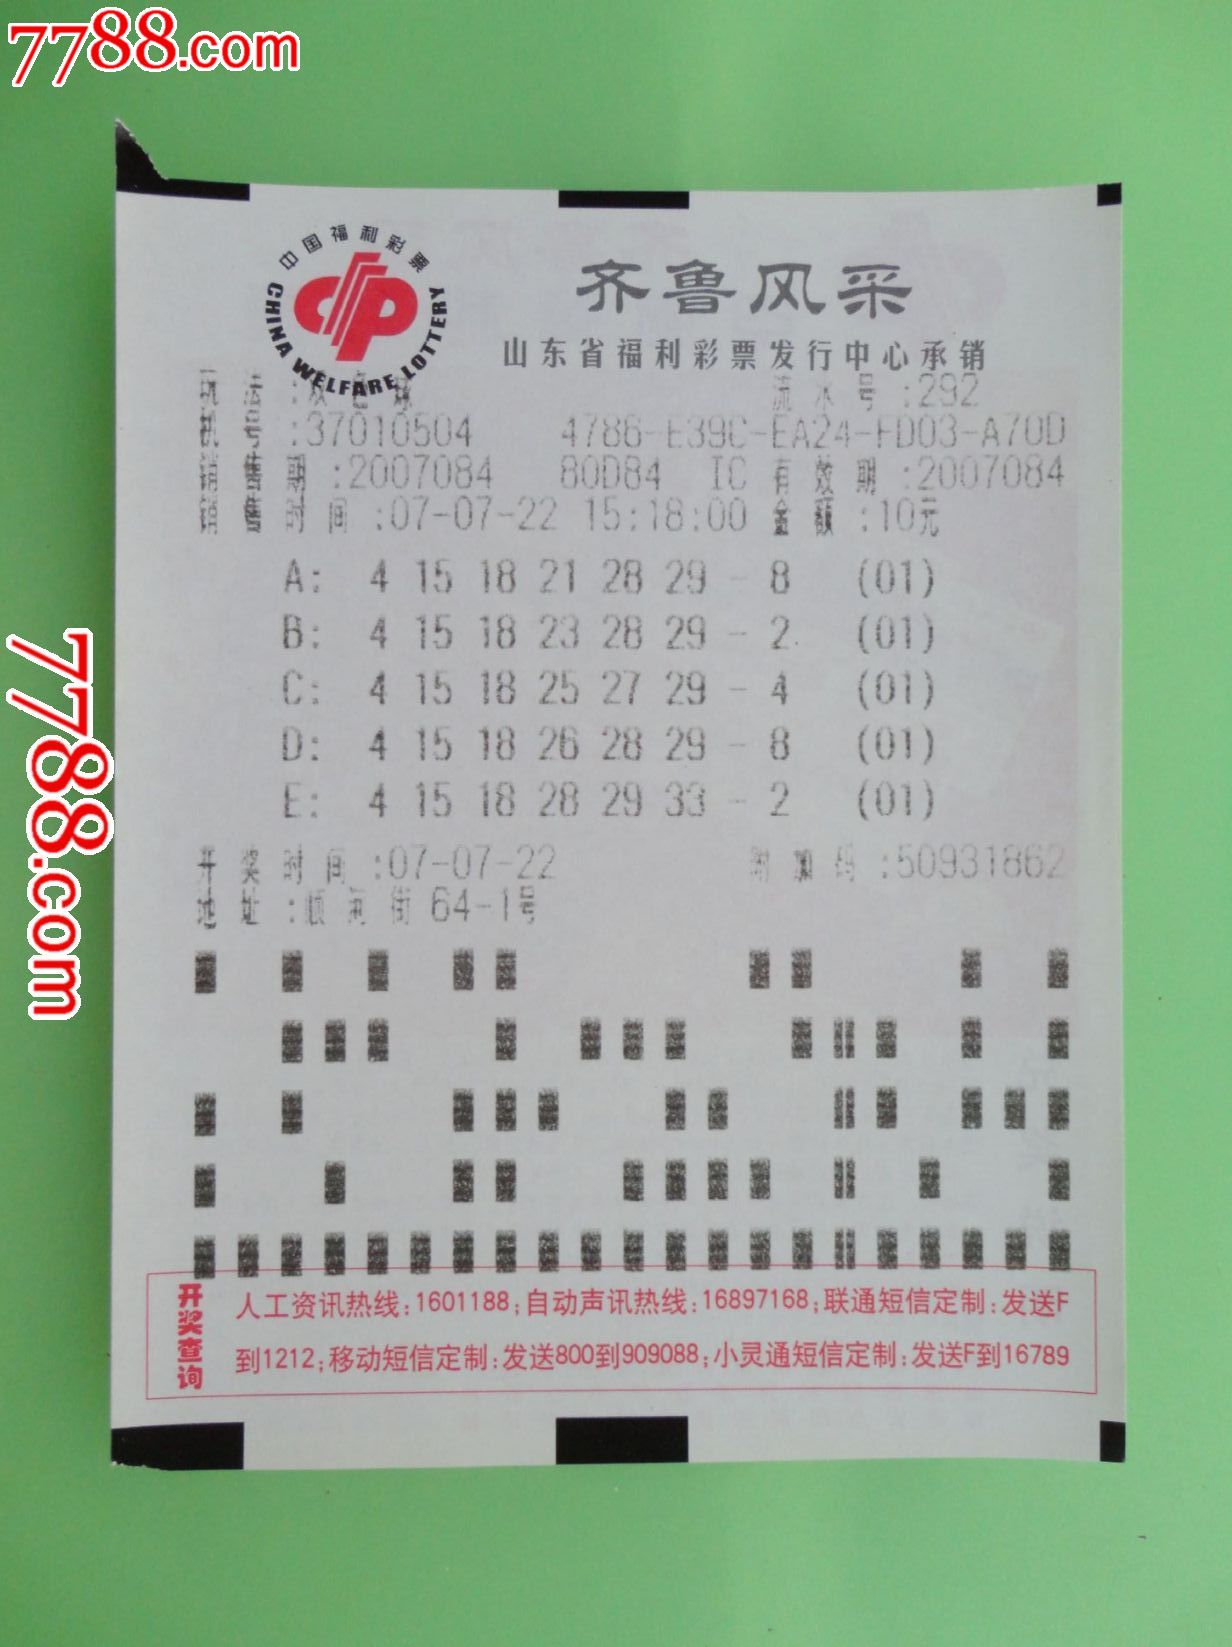 7788.com
中国福利彩票
CHINA WELFARE LOTTERY
齐鲁风采
山东省福利彩票发行中心承销
玩法:双色球 流水号:292
机号:37010504 4786-E39C-EA24-FD03-A70D
销售期:2007084 80D84 IC 有效期:2007084
销售时间:07-07-22 15:18:00 金额:10元
A: 4 15 18 21 28 29 - 8 (01)
B: 4 15 18 23 28 29 - 2 (01)
C: 4 15 18 25 27 29 - 4 (01)
D: 4 15 18 26 28 29 - 8 (01)
E: 4 15 18 28 29 33 - 2 (01)
开奖时间:07-07-22 附加码:50931862
地址:顺河街64-1号
开奖查询
人工资讯热线:1601188;自动声讯热线:16897168;联通短信定制:发送F
到1212;移动短信定制:发送800到909088;小灵通短信定制:发送F到16789
7788.com